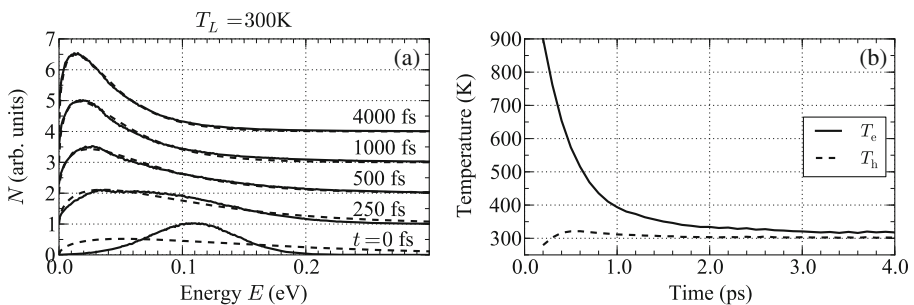 T_L =300K
(a)
7
6
5
4
3
2
1
0
N (arb. units)
4000 fs
1000 fs
500 fs
250 fs
t=0 fs
0.0 0.1 0.2
Energy E (eV)
(b)
900
800
700
600
500
400
300
Temperature (K)
T_e
T_h
0.0 1.0 2.0 3.0 4.0
Time (ps)